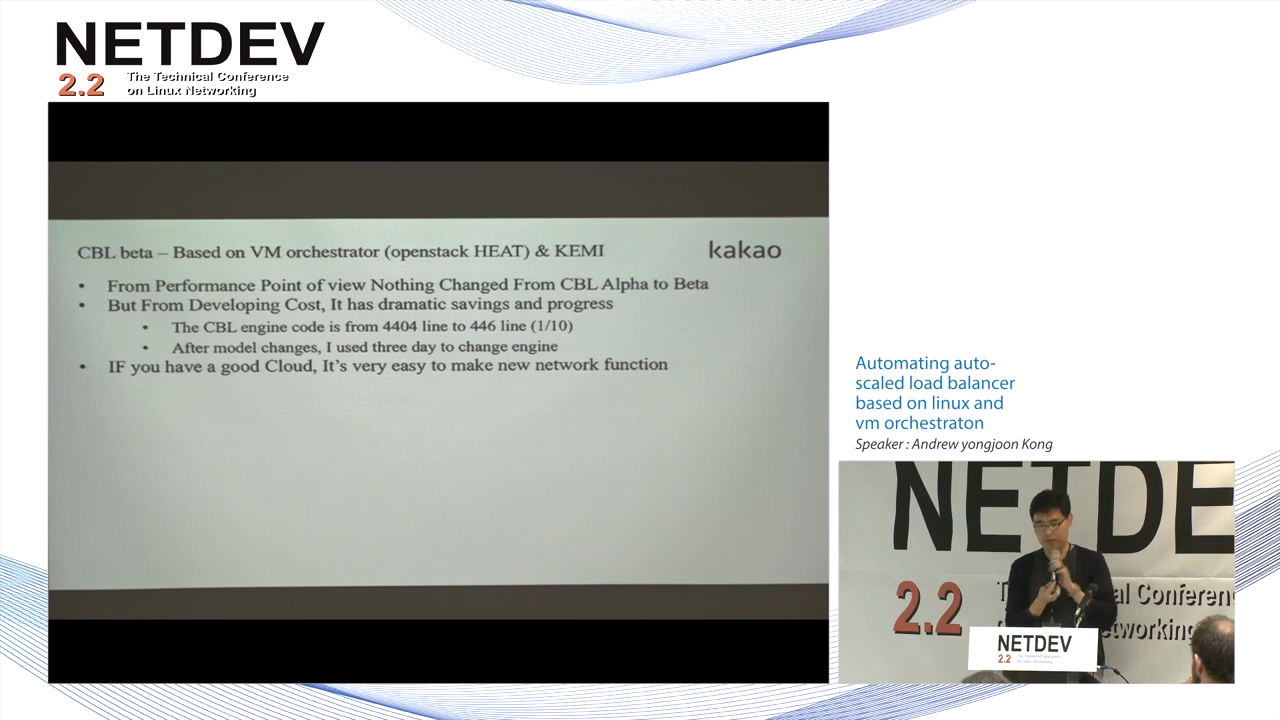 NETDEV
2.2 The Technical Conference
on Linux Networking
CBL beta – Based on VM orchestrator (openstack HEAT) & KEMI
kakao
• From Performance Point of view Nothing Changed From CBL Alpha to Beta
• But From Developing Cost, It has dramatic savings and progress
• The CBL engine code is from 4404 line to 446 line (1/10)
• After model changes, I used three day to change engine
• IF you have a good Cloud, It's very easy to make new network function
Automating auto-
scaled load balancer
based on linux and
vm orchestraton
Speaker : Andrew yongjoon Kong
NETDE
2.2
al Conferen
etworking
NETDEV
2.2